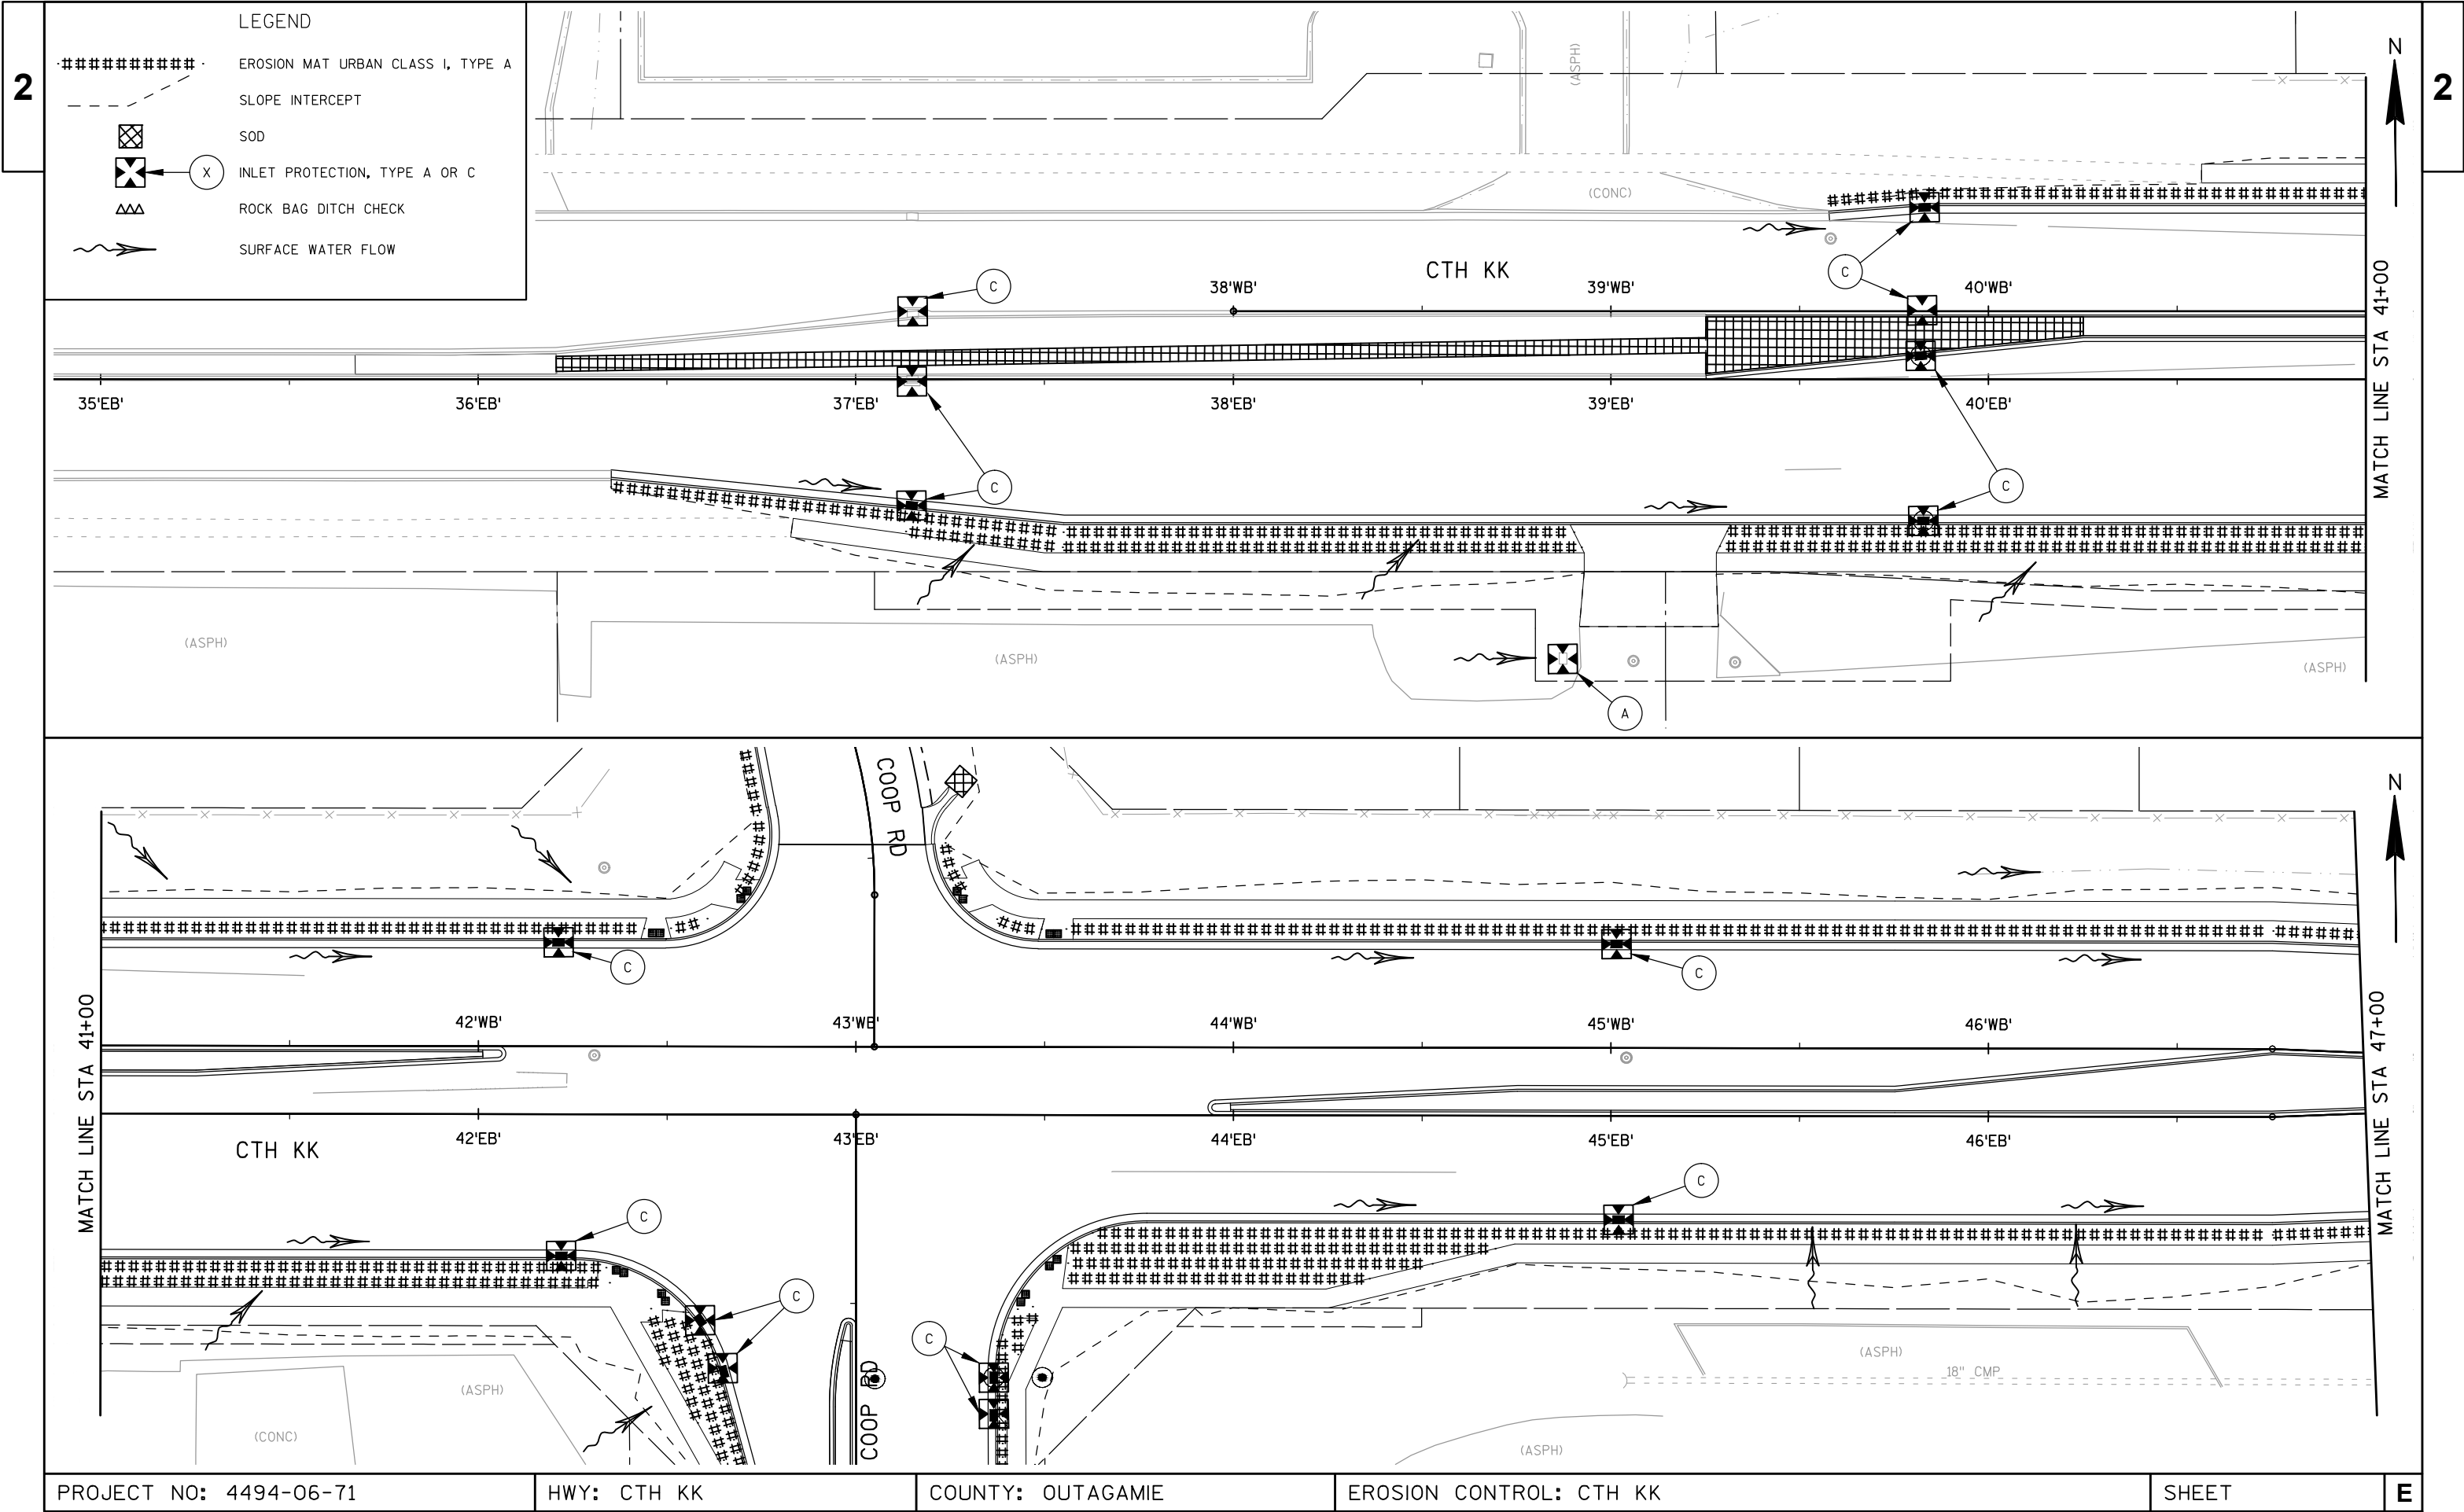 2
2
LEGEND
EROSION MAT URBAN CLASS I, TYPE A
SLOPE INTERCEPT
SOD
X
INLET PROTECTION, TYPE A OR C
ROCK BAG DITCH CHECK
SURFACE WATER FLOW
(ASPH)
(CONC)
N
CTH KK
C
C
38'WB'
39'WB'
40'WB'
MATCH LINE STA 41+00
35'EB'
36'EB'
37'EB'
38'EB'
39'EB'
40'EB'
C
C
(ASPH)
(ASPH)
(ASPH)
A
N
COOP RD
C
C
MATCH LINE STA 41+00
42'WB'
43'WB'
44'WB'
45'WB'
46'WB'
MATCH LINE STA 47+00
CTH KK
42'EB'
43'EB'
44'EB'
45'EB'
46'EB'
C
C
C
C
COOP RD
(ASPH)
18" CMP
(ASPH)
(CONC)
(ASPH)
PROJECT NO: 4494-06-71
HWY: CTH KK
COUNTY: OUTAGAMIE
EROSION CONTROL: CTH KK
SHEET
E